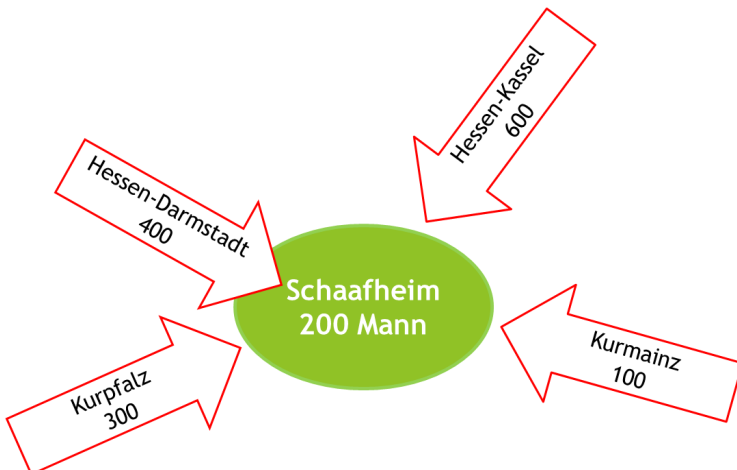 Hessen-Kassel
600
Hessen-Darmstadt
400
Schaafheim
200 Mann
Kurmainz
100
Kurpfalz
300